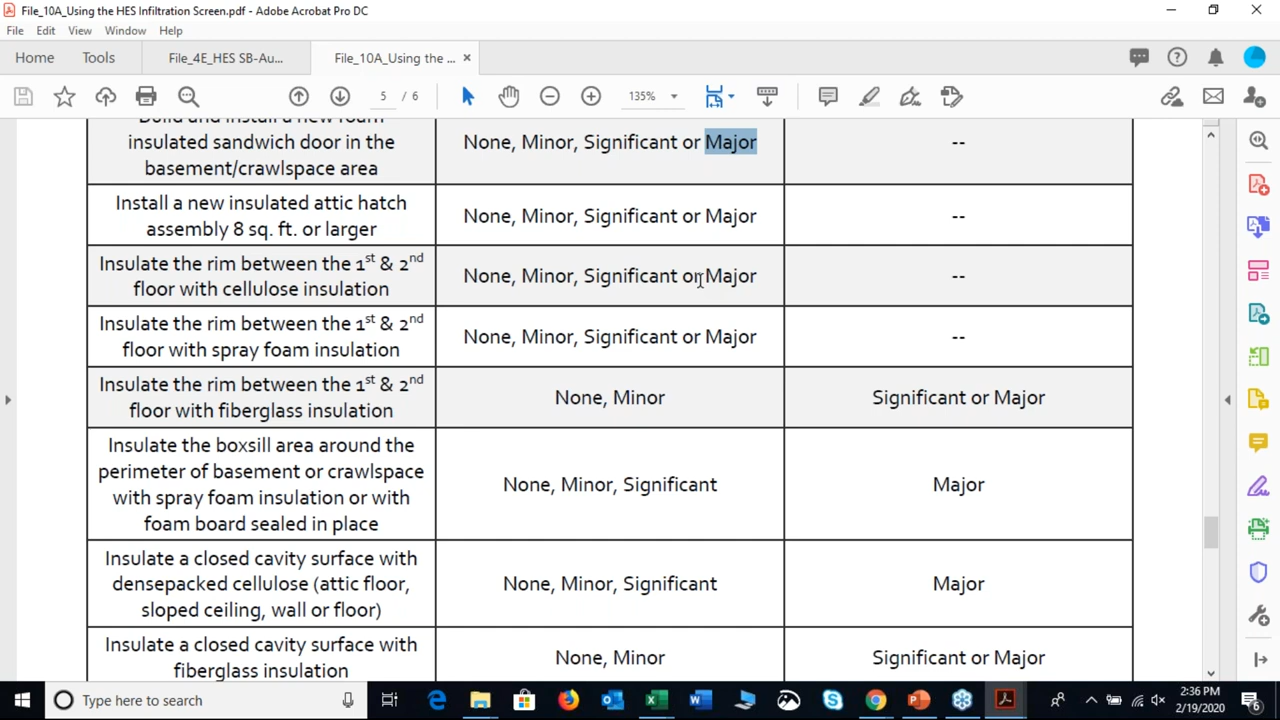 File_10A_Using the HES Infiltration Screen.pdf - Adobe Acrobat Pro DC
File Edit View Window Help
Home Tools File_4E_HES SB-Au... File_10A_Using the ... ×
5 / 6 135%
Build and install a new foam
insulated sandwich door in the
basement/crawlspace area
None, Minor, Significant or Major
--
Install a new insulated attic hatch
assembly 8 sq. ft. or larger
None, Minor, Significant or Major
--
Insulate the rim between the 1st & 2nd
floor with cellulose insulation
None, Minor, Significant or Major
--
Insulate the rim between the 1st & 2nd
floor with spray foam insulation
None, Minor, Significant or Major
--
Insulate the rim between the 1st & 2nd
floor with fiberglass insulation
None, Minor
Significant or Major
Insulate the boxsill area around the
perimeter of basement or crawlspace
with spray foam insulation or with
foam board sealed in place
None, Minor, Significant
Major
Insulate a closed cavity surface with
densepacked cellulose (attic floor,
sloped ceiling, wall or floor)
None, Minor, Significant
Major
Insulate a closed cavity surface with
fiberglass insulation
None, Minor
Significant or Major
Type here to search
2:36 PM
2/19/2020
6